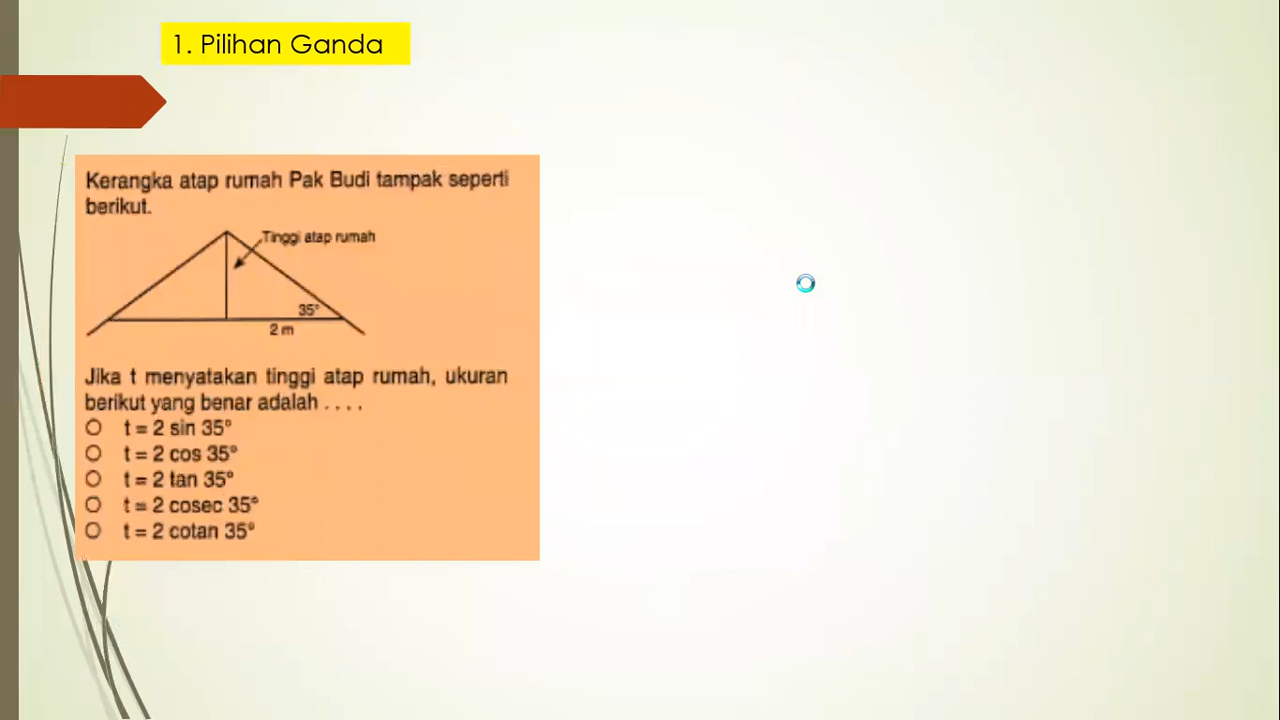 1. Pilihan Ganda
Kerangka atap rumah Pak Budi tampak seperti
berikut.
Tinggi atap rumah
35°
2 m
Jika t menyatakan tinggi atap rumah, ukuran
berikut yang benar adalah . . . .
t = 2 sin 35°
t = 2 cos 35°
t = 2 tan 35°
t = 2 cosec 35°
t = 2 cotan 35°